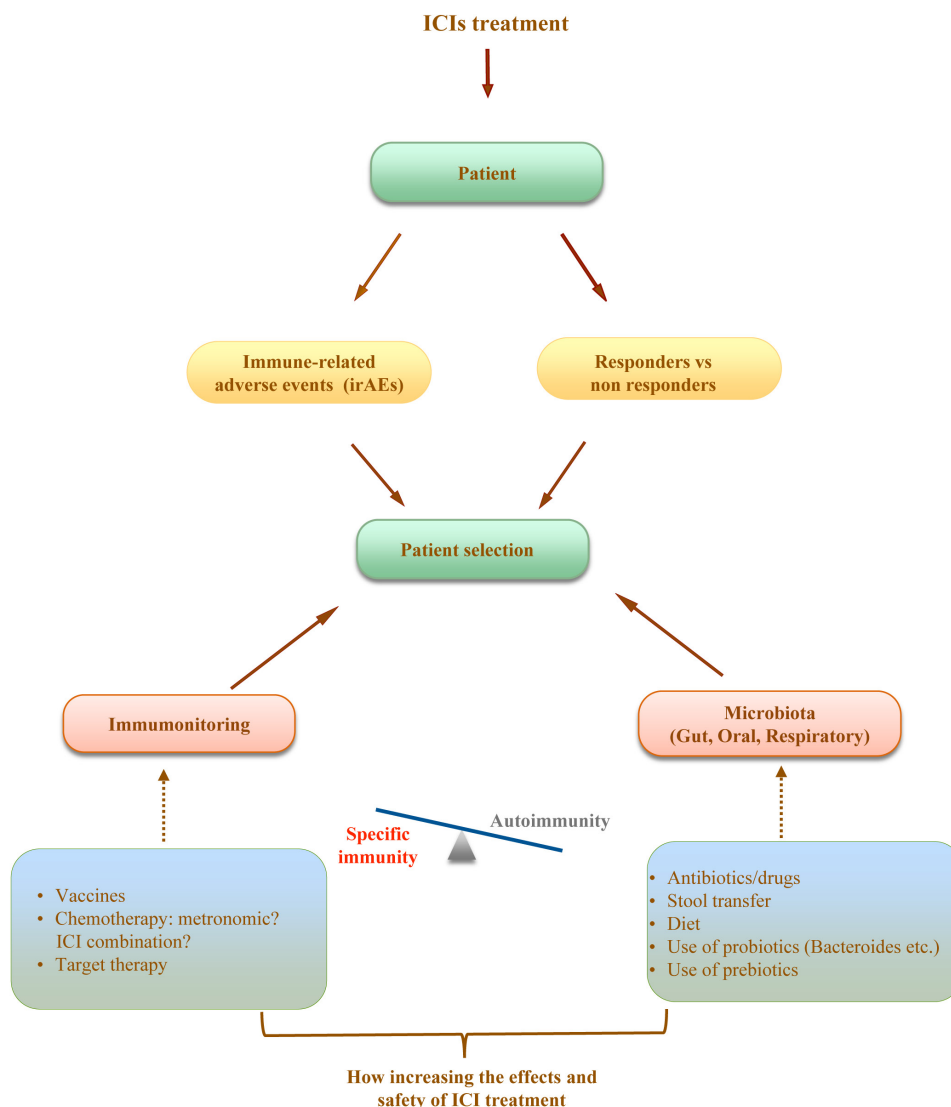 ICIs treatment
Patient
Immune-related
adverse events  (irAEs)
Responders vs
non responders
Patient selection
Immumonitoring
Microbiota
(Gut, Oral, Respiratory)
Specific
immunity
Autoimmunity
• Vaccines
• Chemotherapy: metronomic?
ICI combination?
• Target therapy
• Antibiotics/drugs
• Stool transfer
• Diet
• Use of probiotics (Bacteroides etc.)
• Use of prebiotics
How increasing the effects and
safety of ICI treatment